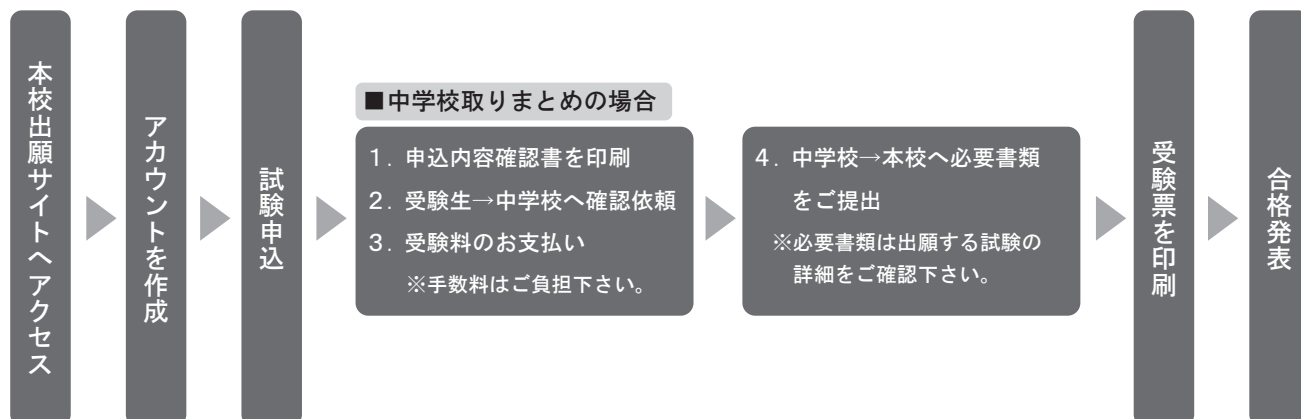 本校出願サイトへアクセス
アカウントを作成
試験申込
■中学校取りまとめの場合
1. 申込内容確認書を印刷
2. 受験生→中学校へ確認依頼
3. 受験料のお支払い
※手数料はご負担下さい。
4. 中学校→本校へ必要書類
をご提出
※必要書類は出願する試験の
詳細をご確認下さい。
受験票を印刷
合格発表